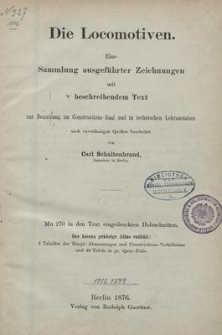 Nº 927
Die Locomotiven.
Eine
Sammlung ausgeführter Zeichnungen
mit
beschreibendem Text
zur Benutzung im Constructions-Saal und in technischen Lehranstalten
nach zuverlässigen Quellen bearbeitet
von
Carl Schaltenbrand,
Ingenieur in Berlin.
Mit 270 in den Text eingedruckten Holzschnitten.
Der hierzu gehörige Atlas enthält:
3 Tabellen der Haupt-Abmessungen und Constructions-Verhältnisse
und 40 Tafeln in gr. Quer-Folio.
Berlin 1876.
Verlag von Rudolph Gaertner.